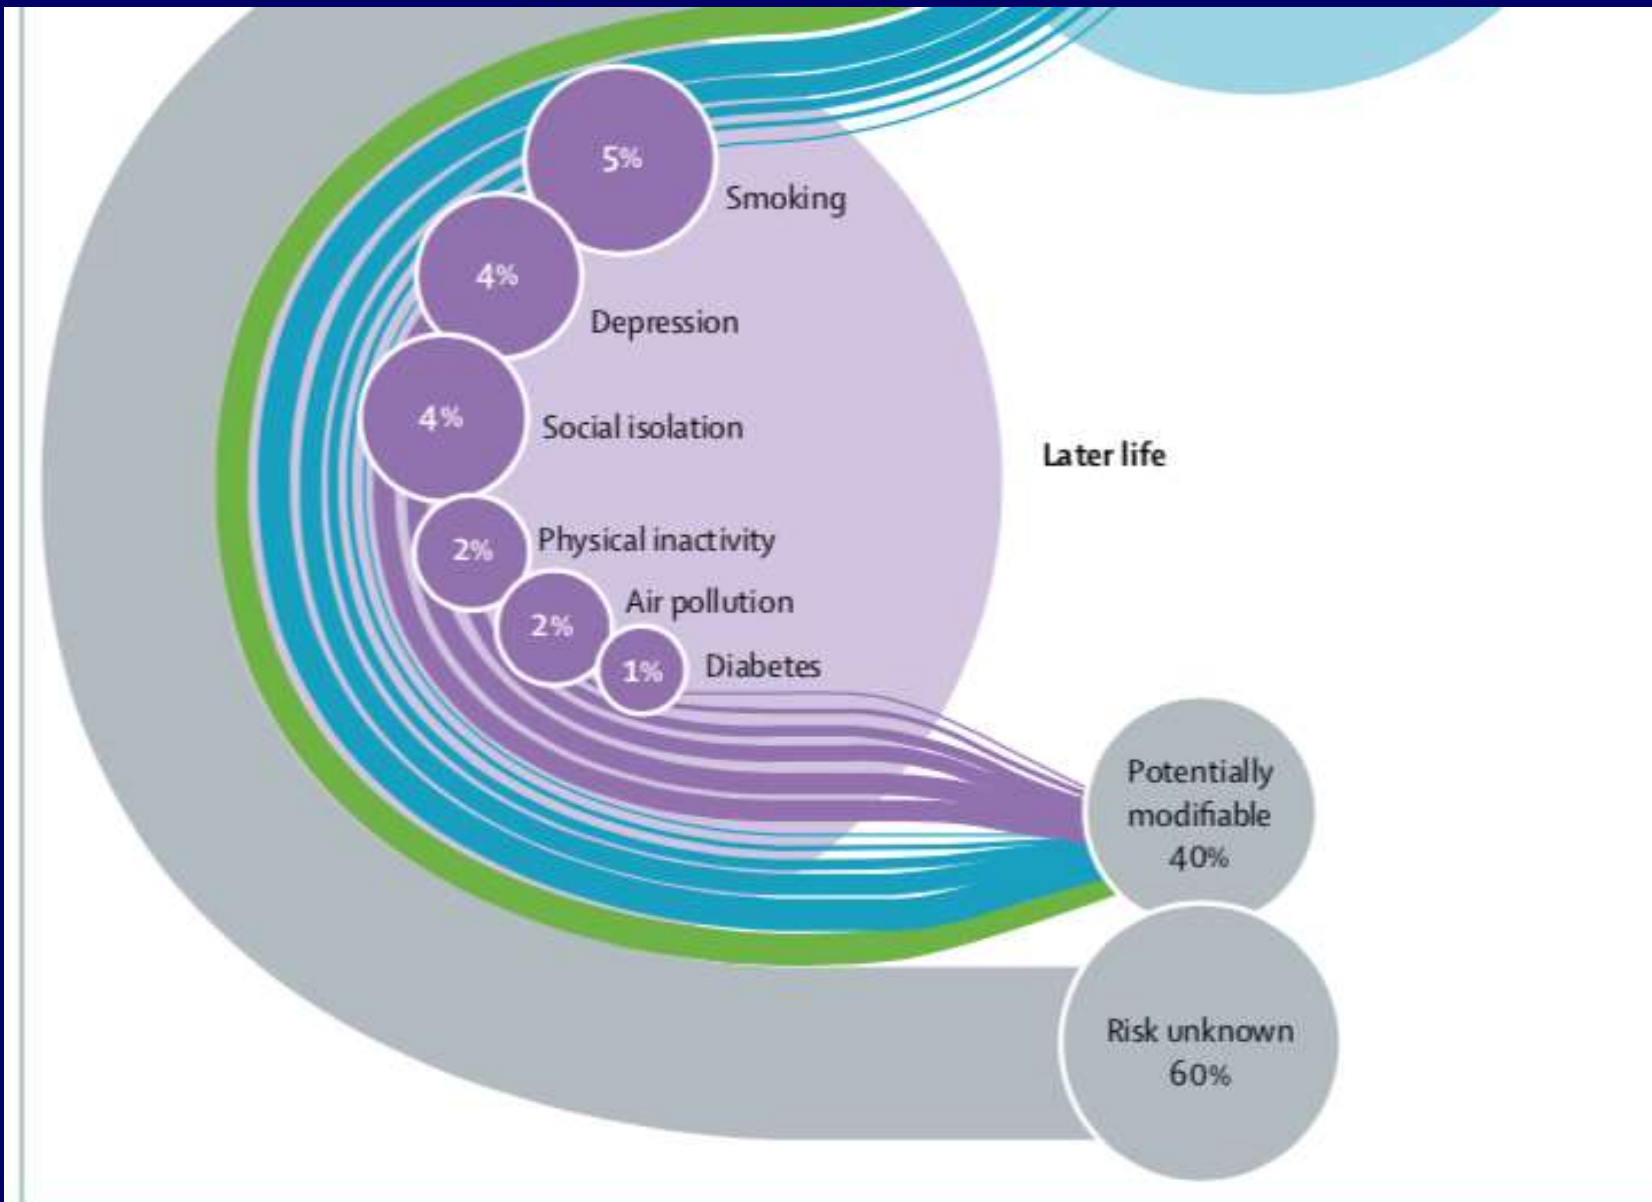 5%
Smoking
4%
Depression
4%
Social isolation
Later life
2%
Physical inactivity
2%
Air pollution
1%
Diabetes
Potentially
modifiable
40%
Risk unknown
60%